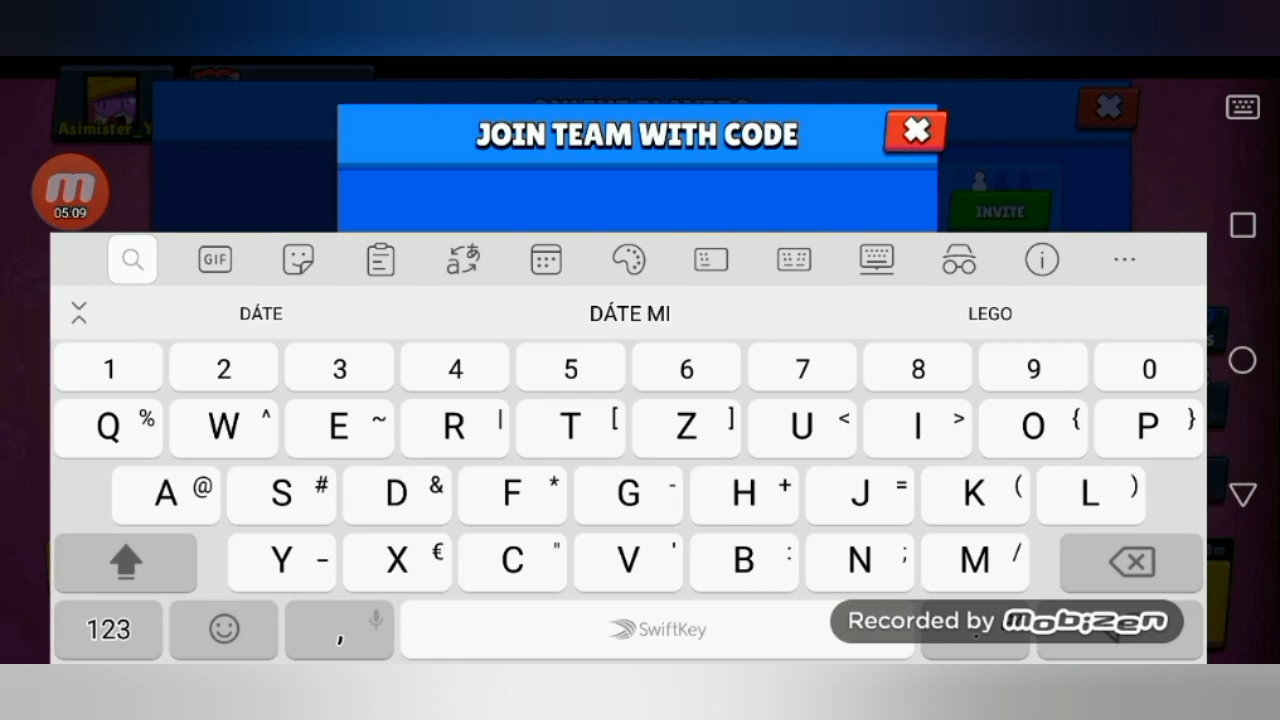 Asimister_Y
JOIN TEAM WITH CODE
05:09
INVITE
GIF
DÁTE DÁTE MI LEGO
1 2 3 4 5 6 7 8 9 0
Q % W ^ E ~ R | T [ Z ] U < I > O { P }
A @ S # D & F * G - H + J = K ( L )
Y – X € C " V ' B : N ; M /
123 , SwiftKey .
Recorded by mobizen